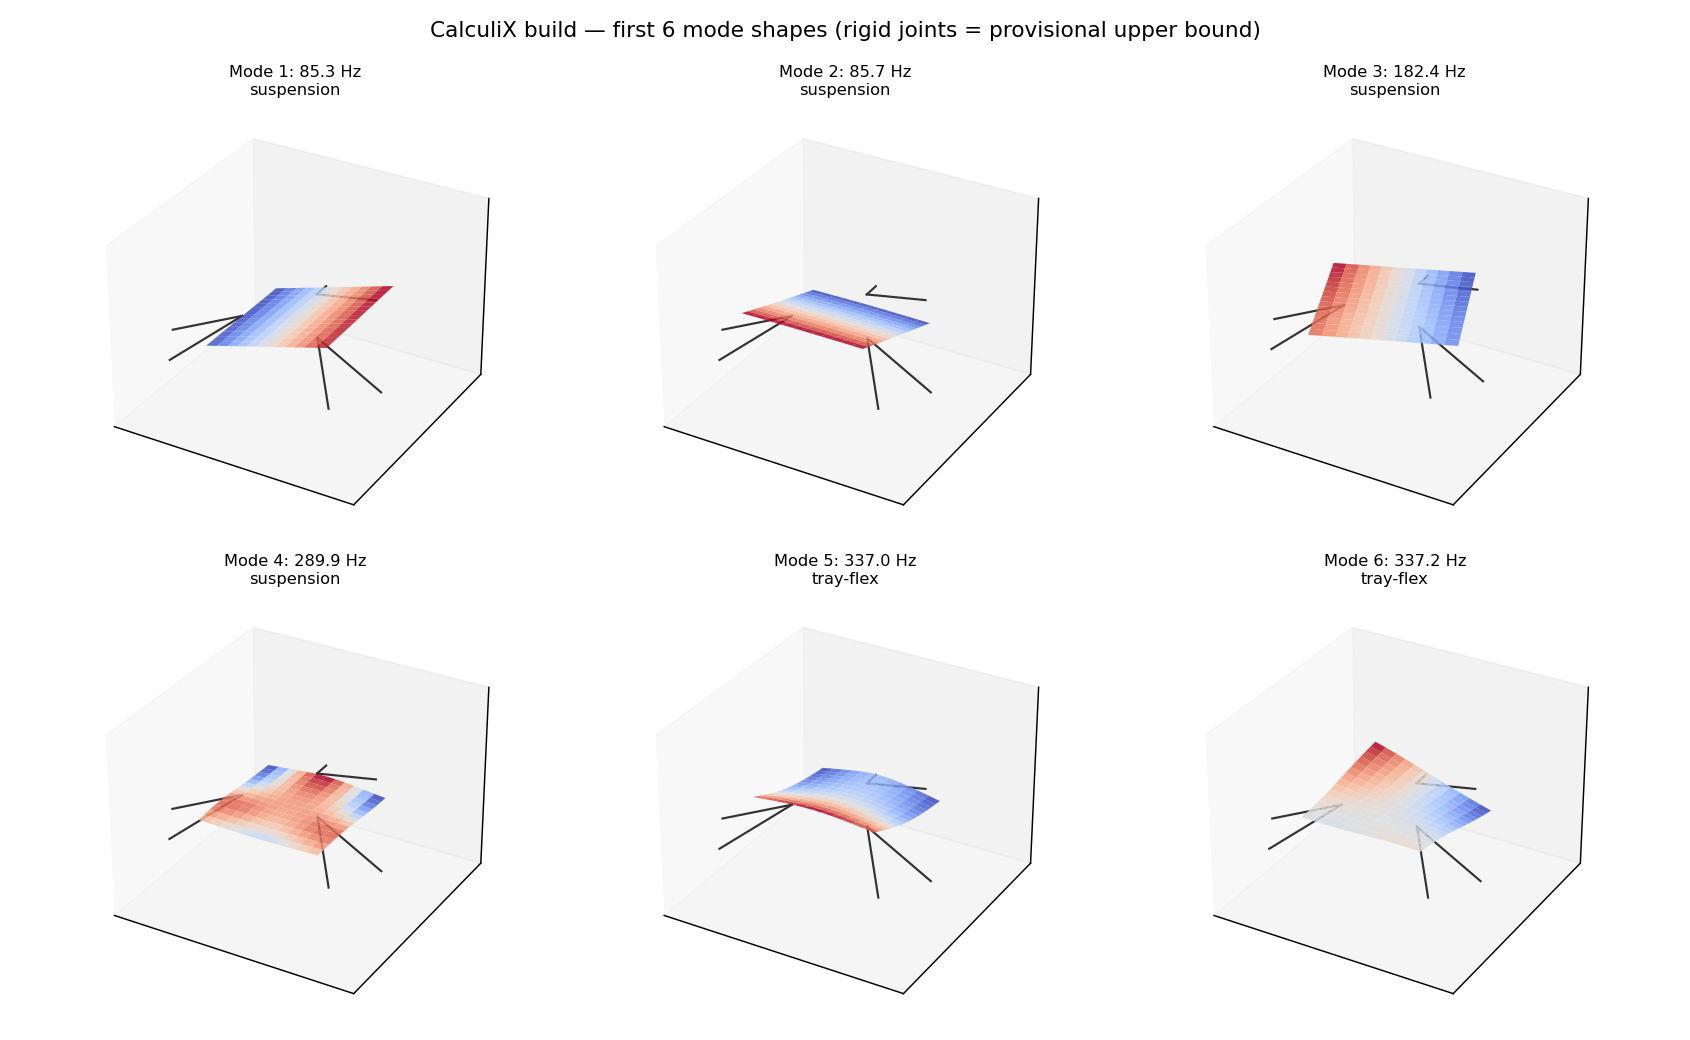 CalculiX build — first 6 mode shapes (rigid joints = provisional upper bound)
Mode 1: 85.3 Hz
suspension
Mode 2: 85.7 Hz
suspension
Mode 3: 182.4 Hz
suspension
Mode 4: 289.9 Hz
suspension
Mode 5: 337.0 Hz
tray-flex
Mode 6: 337.2 Hz
tray-flex